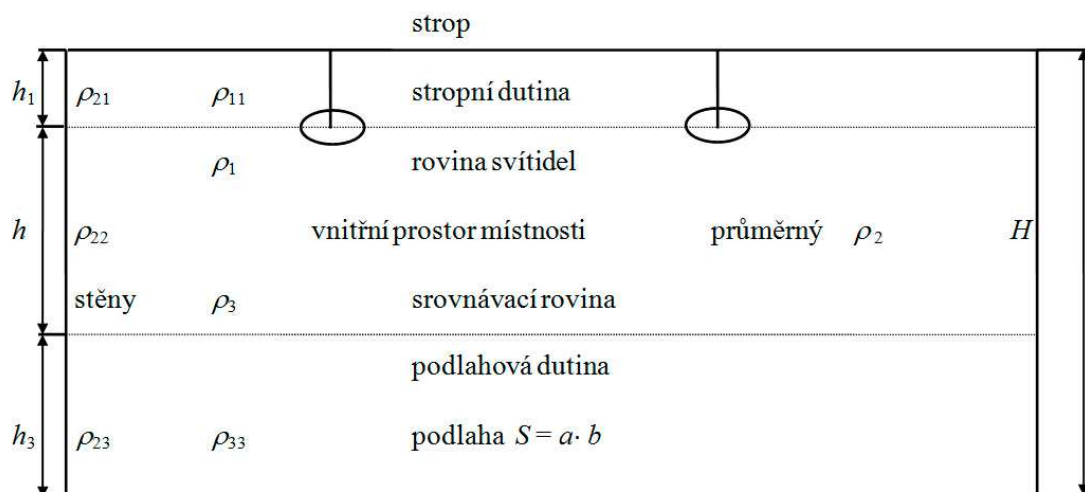 strop
h₁ ρ₂₁ ρ₁₁ stropní dutina
ρ₁ rovina svítidel
h ρ₂₂ vnitřní prostor místnosti průměrný ρ₂ H
stěny ρ₃ srovnávací rovina
podlahová dutina
h₃ ρ₂₃ ρ₃₃ podlaha S = a· b